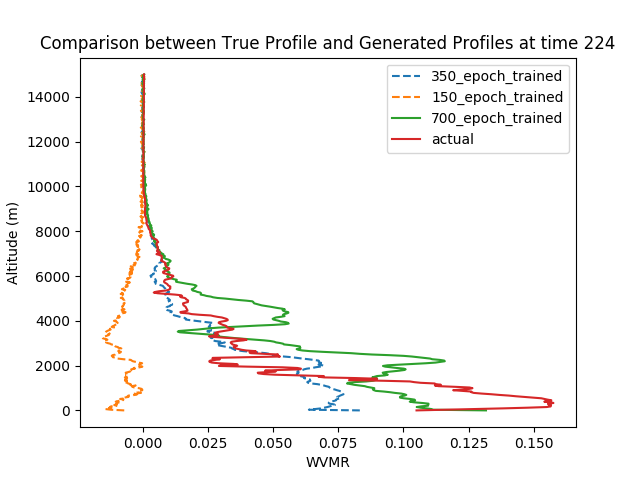 Comparison between True Profile and Generated Profiles at time 224
350_epoch_trained
150_epoch_trained
700_epoch_trained
actual
Altitude (m)
14000
12000
10000
8000
6000
4000
2000
0
0.000 0.025 0.050 0.075 0.100 0.125 0.150
WVMR